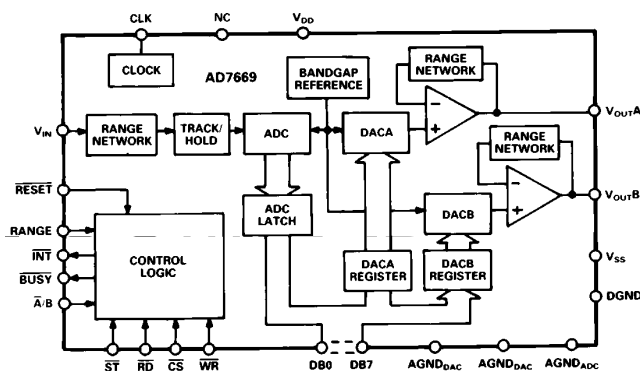 CLK
NC
VDD
CLOCK
AD7669
BANDGAP
REFERENCE
RANGE
NETWORK
VIN
RANGE
NETWORK
TRACK/
HOLD
ADC
DACA
−
+
VOUTA
RANGE
NETWORK
RESET
ADC
LATCH
DACB
−
+
VOUTB
RANGE
INT
BUSY
A/B
CONTROL
LOGIC
DACA
REGISTER
DACB
REGISTER
VSS
DGND
ST
RD
CS
WR
DB0
DB7
AGNDDAC
AGNDDAC
AGNDADC